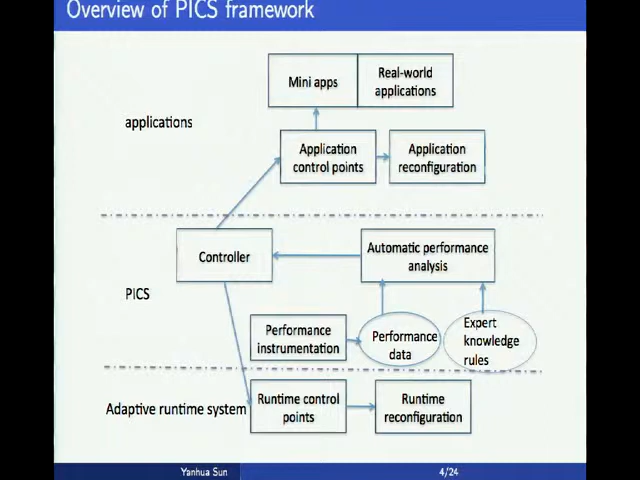 Overview of PICS framework
Mini apps
Real-world
applications
applications
Application
control points
Application
reconfiguration
Controller
Automatic performance
analysis
PICS
Performance
instrumentation
Performance
data
Expert
knowledge
rules
Adaptive runtime system
Runtime control
points
Runtime
reconfiguration
Yanhua Sun
4/24